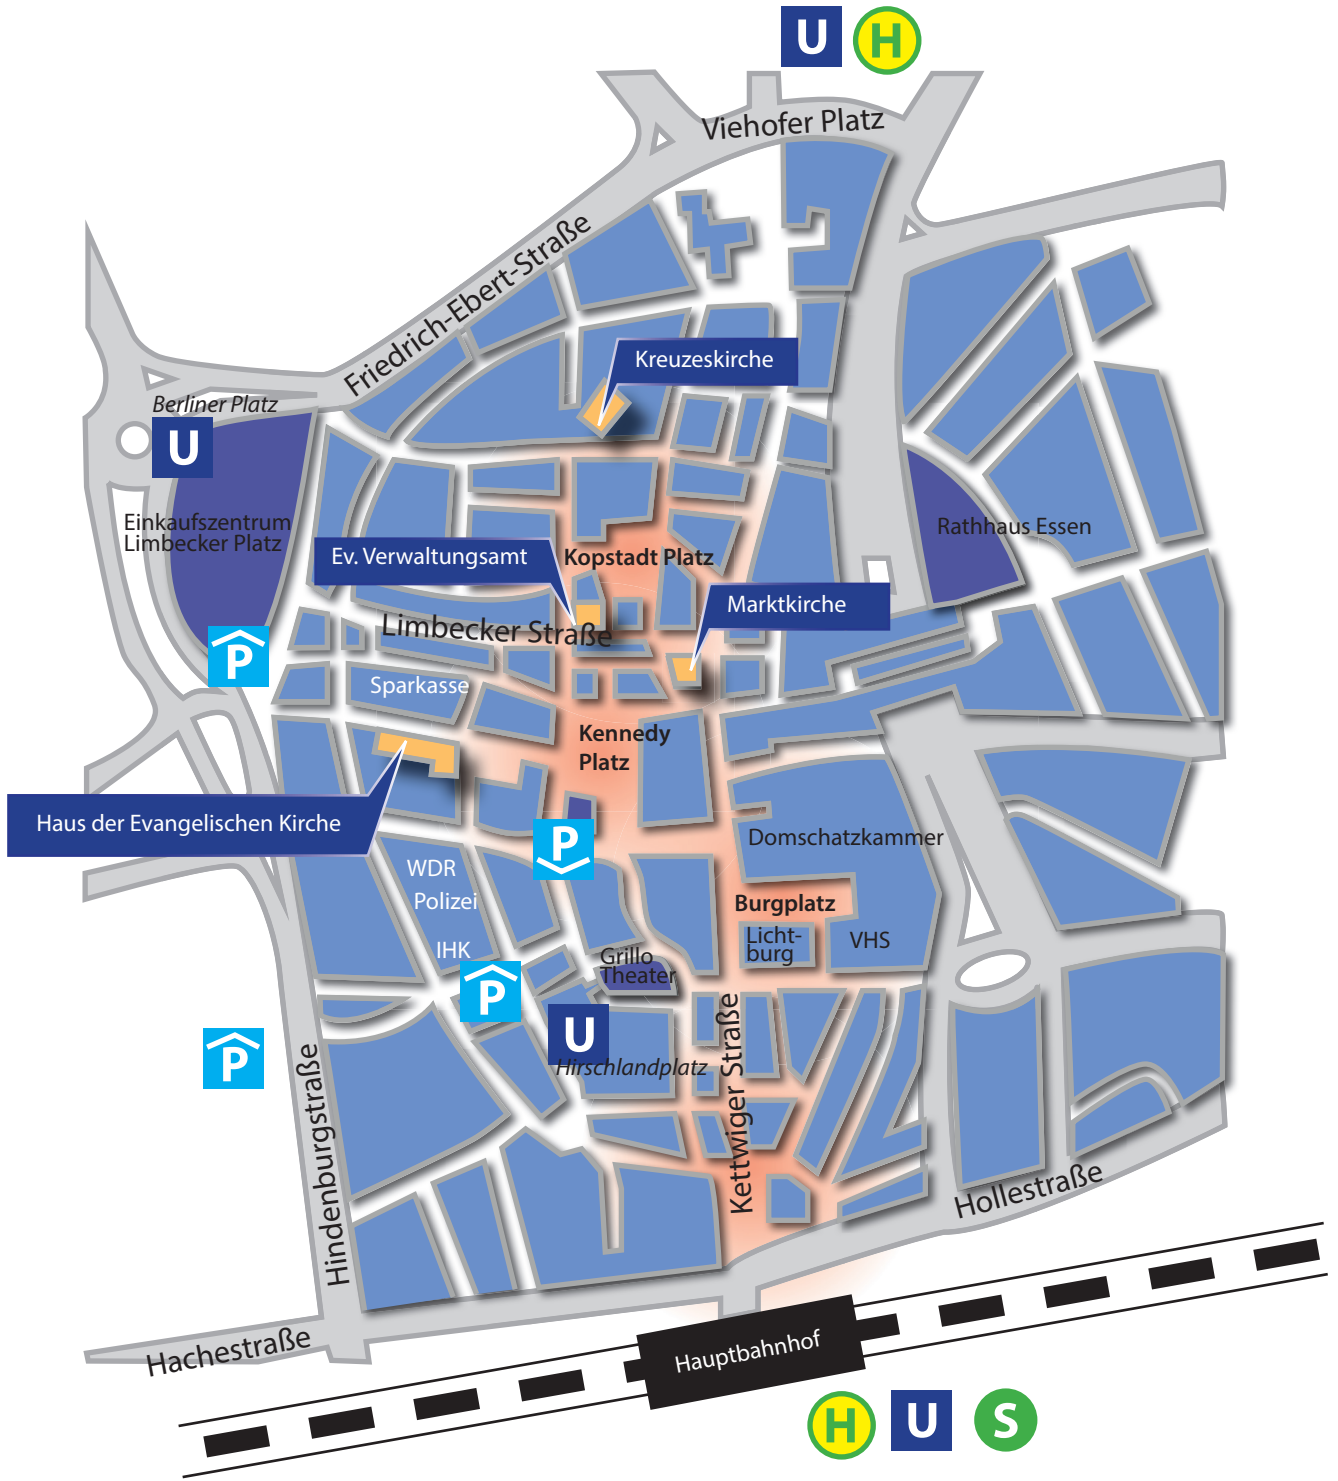 U H
Viehofer Platz
Friedrich-Ebert-Straße
Kreuzeskirche
Berliner Platz
U
Einkaufszentrum
Limbecker Platz
Rathhaus Essen
Ev. Verwaltungsamt
Kopstadt Platz
Marktkirche
Limbecker Straße
P
Sparkasse
Kennedy
Platz
Haus der Evangelischen Kirche
P
Domschatzkammer
WDR
Polizei
IHK
Burgplatz
Licht-
burg
VHS
Grillo
Theater
P
U
Hirschlandplatz
P
Hindenburgstraße
Kettwiger Straße
Hollestraße
Hachestraße
Hauptbahnhof
H U S